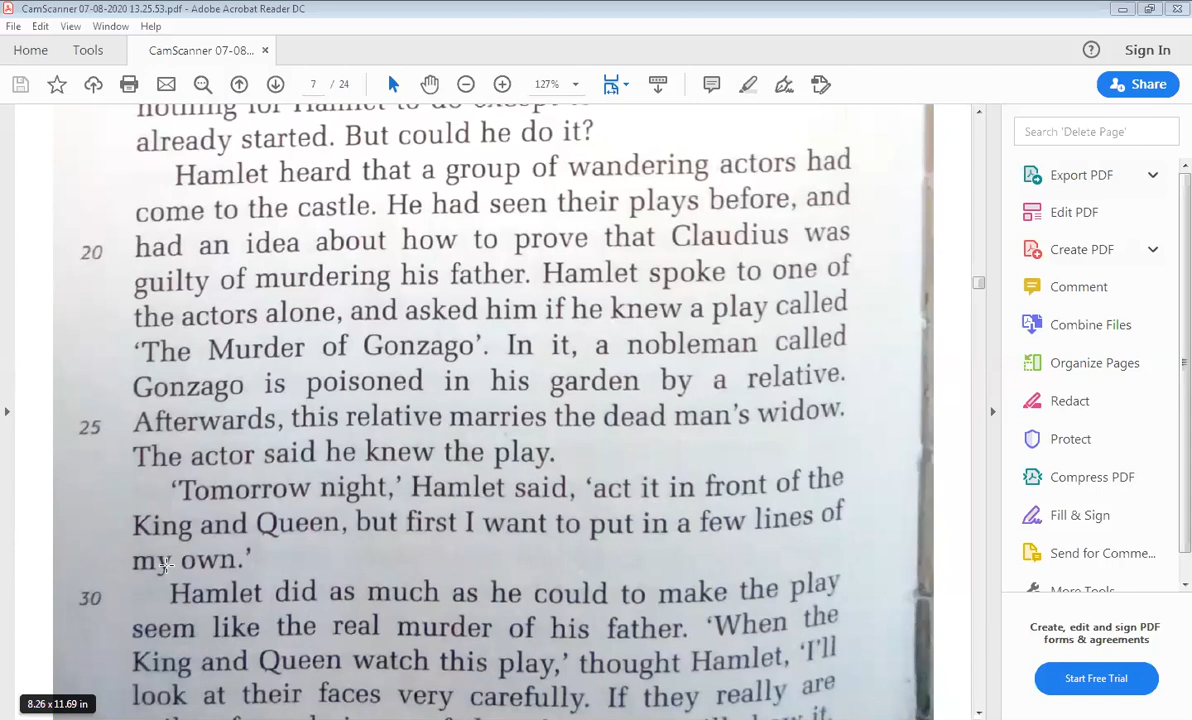 CamScanner 07-08-2020 13.25.53.pdf - Adobe Acrobat Reader DC
File Edit View Window Help
Home Tools CamScanner 07-08... × Sign In
7 / 24 127% Share
nothing for Hamlet to do except
already started. But could he do it?
Hamlet heard that a group of wandering actors had
come to the castle. He had seen their plays before, and
20 had an idea about how to prove that Claudius was
guilty of murdering his father. Hamlet spoke to one of
the actors alone, and asked him if he knew a play called
‘The Murder of Gonzago’. In it, a nobleman called
Gonzago is poisoned in his garden by a relative.
25 Afterwards, this relative marries the dead man’s widow.
The actor said he knew the play.
‘Tomorrow night,’ Hamlet said, ‘act it in front of the
King and Queen, but first I want to put in a few lines of
my own.’
30 Hamlet did as much as he could to make the play
seem like the real murder of his father. ‘When the
King and Queen watch this play,’ thought Hamlet, ‘I’ll
look at their faces very carefully. If they really are
8.26 x 11.69 in
Search 'Delete Page'
Export PDF
Edit PDF
Create PDF
Comment
Combine Files
Organize Pages
Redact
Protect
Compress PDF
Fill & Sign
Send for Comme...
More Tools
Create, edit and sign PDF
forms & agreements
Start Free Trial